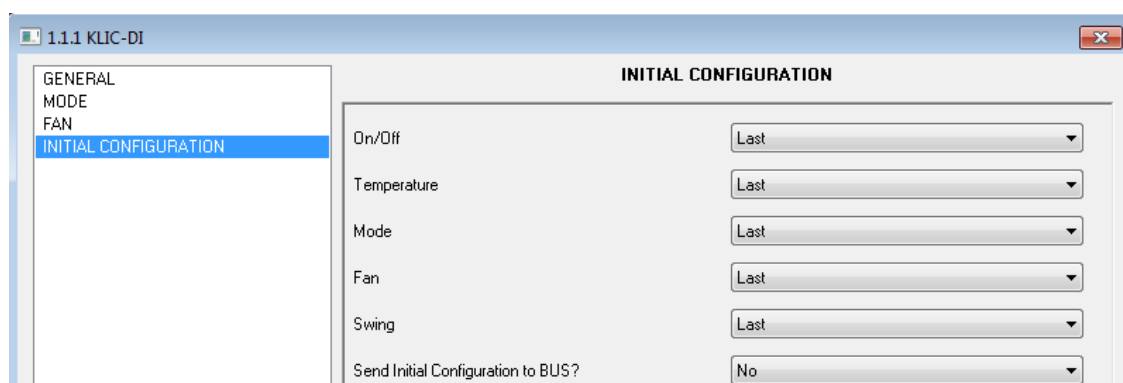 1.1.1 KLIC-DI
GENERAL
MODE
FAN
INITIAL CONFIGURATION
INITIAL CONFIGURATION
On/Off Last
Temperature Last
Mode Last
Fan Last
Swing Last
Send Initial Configuration to BUS? No